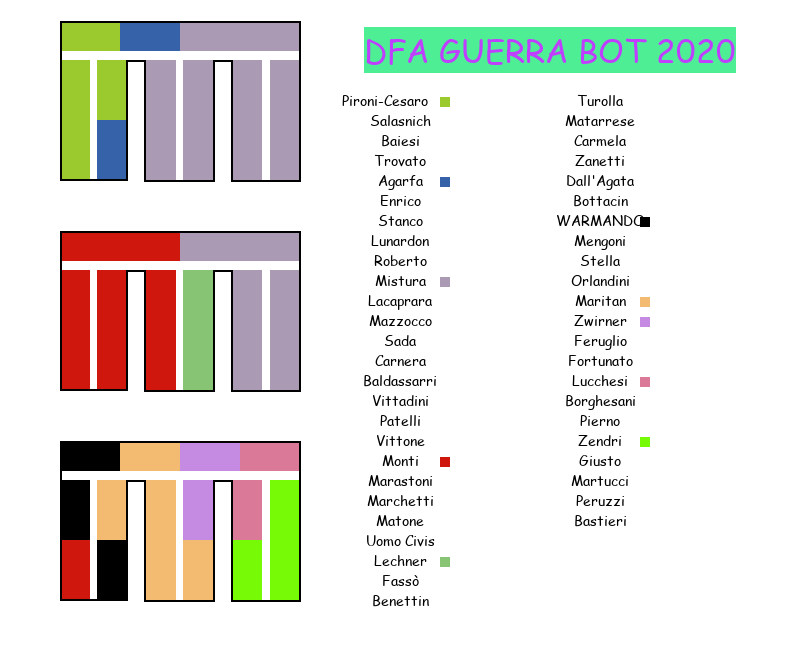 DFA GUERRA BOT 2020
Pironi-Cesaro
Salasnich
Baiesi
Trovato
Agarfa
Enrico
Stanco
Lunardon
Roberto
Mistura
Lacaprara
Mazzocco
Sada
Carnera
Baldassarri
Vittadini
Patelli
Vittone
Monti
Marastoni
Marchetti
Matone
Uomo Civis
Lechner
Fassò
Benettin
Turolla
Matarrese
Carmela
Zanetti
Dall'Agata
Bottacin
WARMANDO
Mengoni
Stella
Orlandini
Maritan
Zwirner
Feruglio
Fortunato
Lucchesi
Borghesani
Pierno
Zendri
Giusto
Martucci
Peruzzi
Bastieri